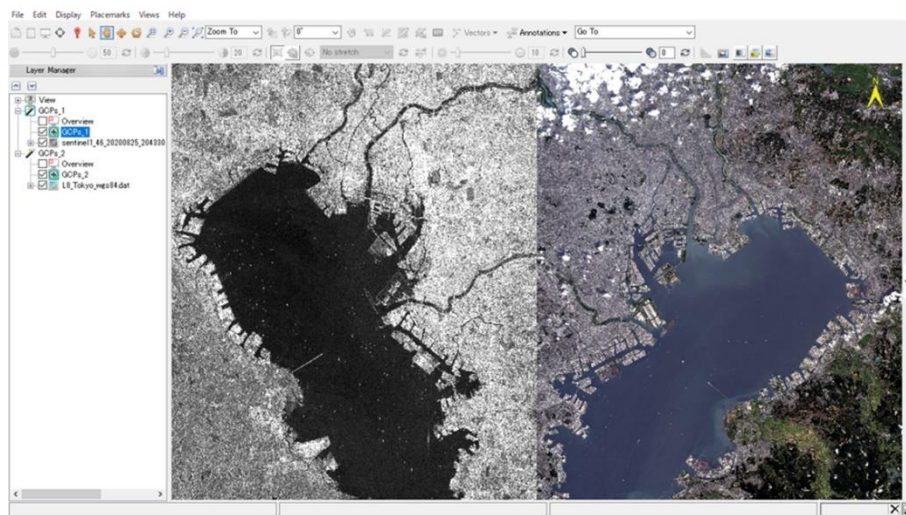 File Edit Display Placemarks Views Help
Zoom To 0° Vectors Annotations Go To
50 20 No stretch 10 0
Layer Manager
View
GCPs_1
Overview
GCPs_1
sentinel1_46_20200825_204330
GCPs_2
Overview
GCPs_2
L8_Tokyo_wgs84.dat
N